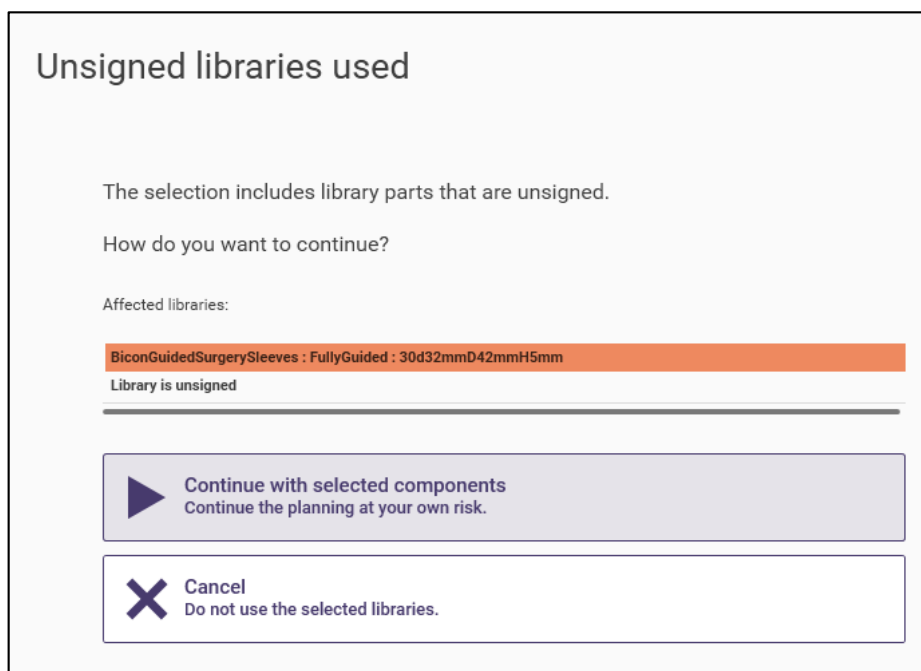 Unsigned libraries used
The selection includes library parts that are unsigned.
How do you want to continue?
Affected libraries:
BiconGuidedSurgerySleeves : FullyGuided : 30d32mmD42mmH5mm
Library is unsigned
Continue with selected components
Continue the planning at your own risk.
Cancel
Do not use the selected libraries.